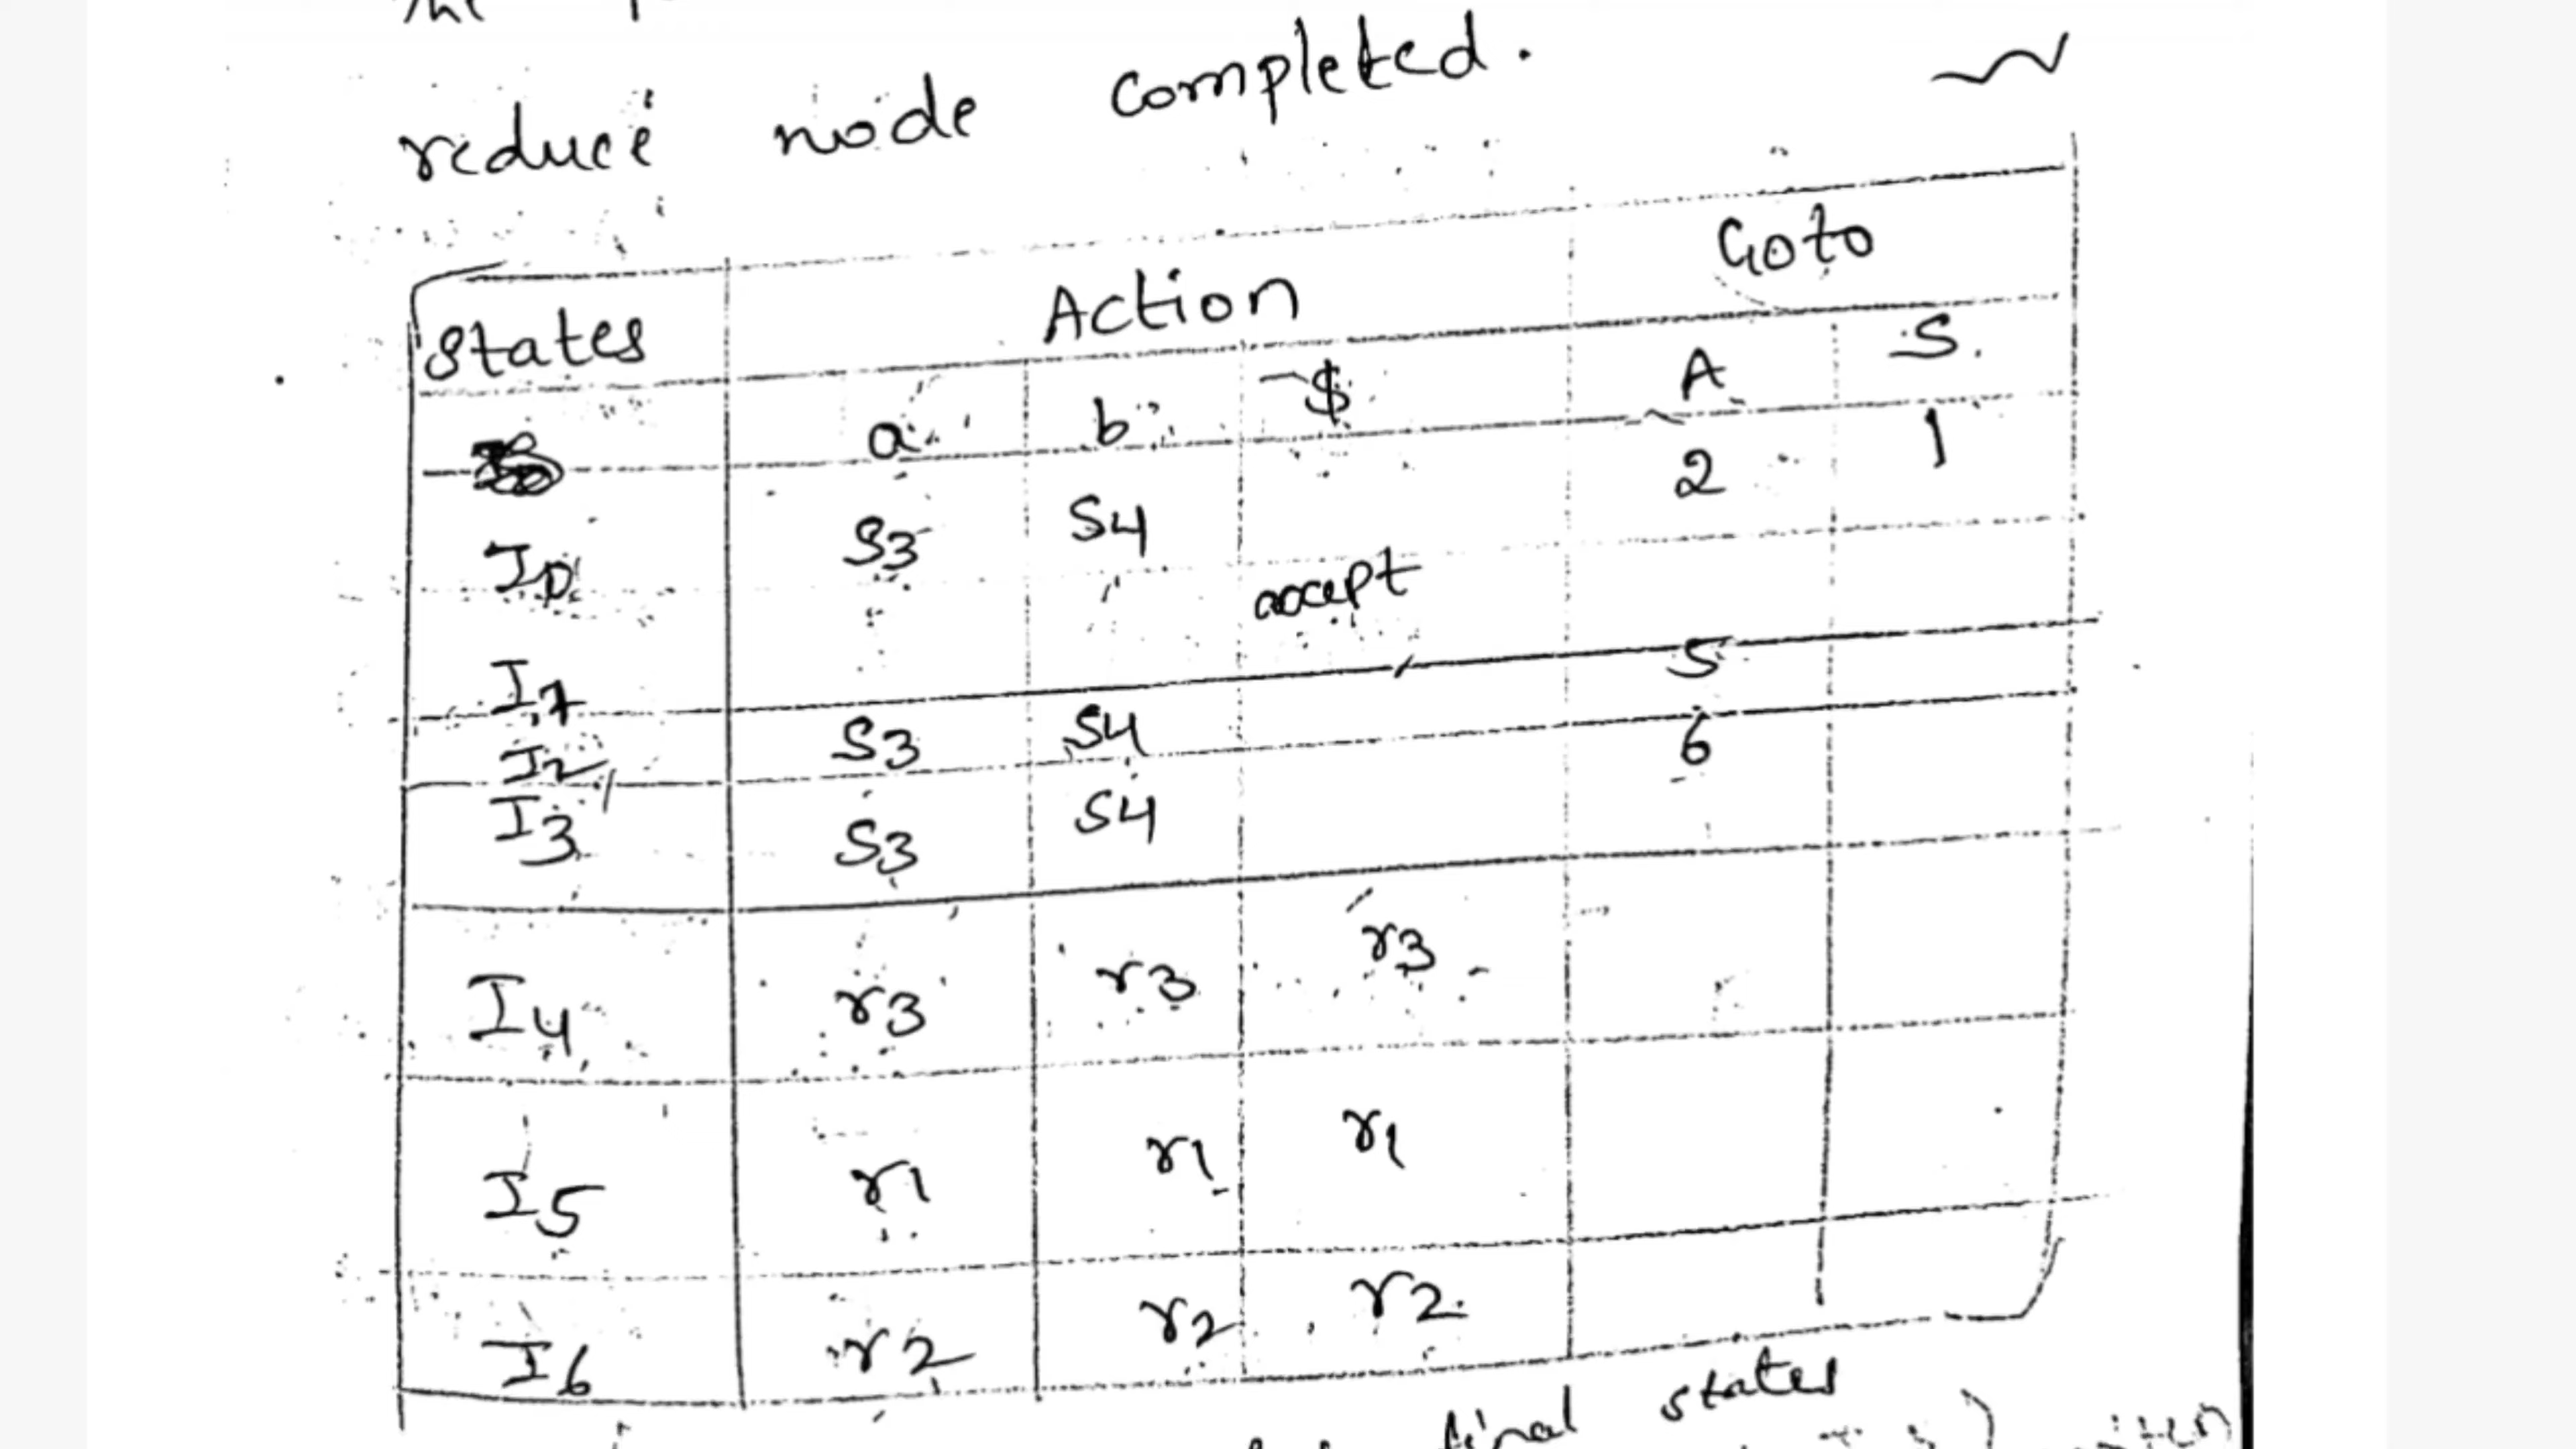 reduce node completed.
States Action Goto
a b $ A S
I0 S3 S4 2 1
I1 accept
I2 S3 S4 5
I3 S3 S4 6
I4 r3 r3 r3
I5 r1 r1 r1
I6 r2 r2 r2
final states